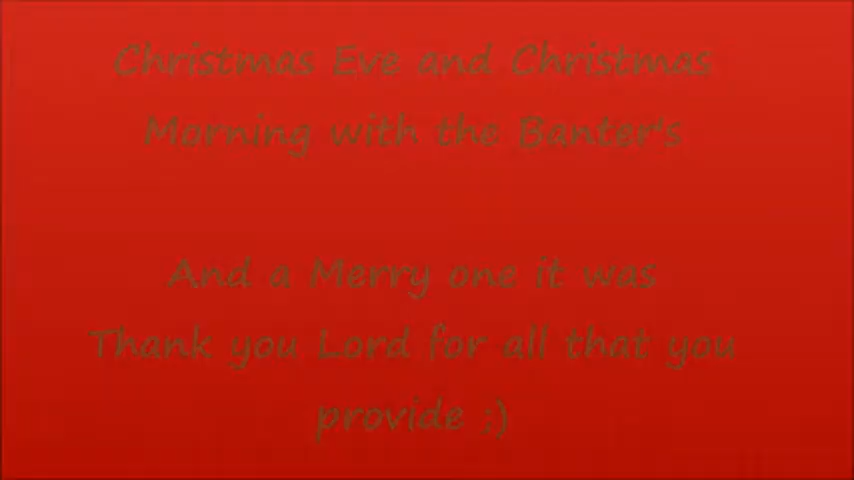 Christmas Eve and Christmas
Morning with the Banter's
And a Merry one it was
Thank you Lord for all that you
provide ;)